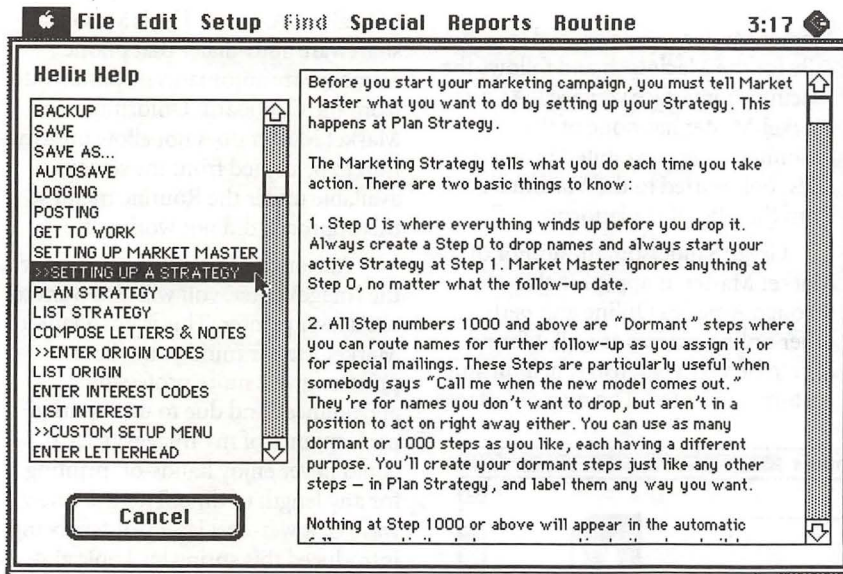 File Edit Setup Find Special Reports Routine 3:17
Helix Help
BACKUP
SAVE
SAVE AS...
AUTOSAVE
LOGGING
POSTING
GET TO WORK
SETTING UP MARKET MASTER
>>SETTING UP A STRATEGY
PLAN STRATEGY
LIST STRATEGY
COMPOSE LETTERS & NOTES
>>ENTER ORIGIN CODES
LIST ORIGIN
ENTER INTEREST CODES
LIST INTEREST
>>CUSTOM SETUP MENU
ENTER LETTERHEAD
Cancel
Before you start your marketing campaign, you must tell Market
Master what you want to do by setting up your Strategy. This
happens at Plan Strategy.
The Marketing Strategy tells what you do each time you take
action. There are two basic things to know:
1. Step 0 is where everything winds up before you drop it.
Always create a Step 0 to drop names and always start your
active Strategy at Step 1. Market Master ignores anything at
Step 0, no matter what the follow-up date.
2. All Step numbers 1000 and above are "Dormant" steps where
you can route names for further follow-up as you assign it, or
for special mailings. These Steps are particularly useful when
somebody says "Call me when the new model comes out."
They're for names you don't want to drop, but aren't in a
position to act on right away either. You can use as many
dormant or 1000 steps as you like, each having a different
purpose. You'll create your dormant steps just like any other
steps – in Plan Strategy, and label them any way you want.
Nothing at Step 1000 or above will appear in the automatic